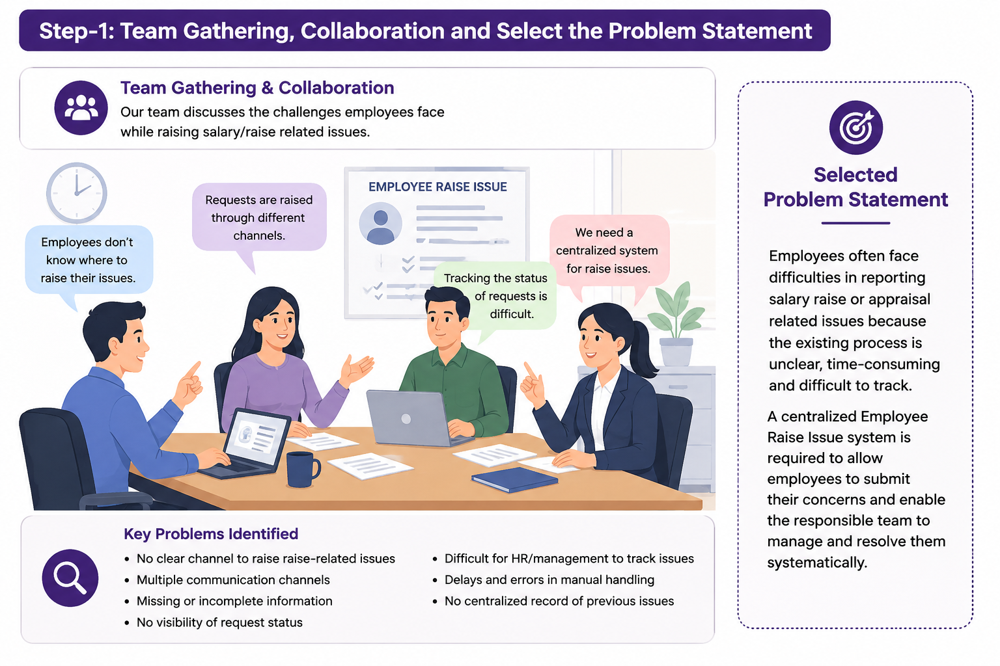 Step-1: Team Gathering, Collaboration and Select the Problem Statement
Team Gathering & Collaboration
Our team discusses the challenges employees face
while raising salary/raise related issues.
Employees don't
know where to
raise their issues.
Requests are raised
through different
channels.
EMPLOYEE RAISE ISSUE
Tracking the status
of requests is
difficult.
We need a
centralized system
for raise issues.
Key Problems Identified
• No clear channel to raise raise-related issues
• Multiple communication channels
• Missing or incomplete information
• No visibility of request status
• Difficult for HR/management to track issues
• Delays and errors in manual handling
• No centralized record of previous issues
Selected
Problem Statement
Employees often face
difficulties in reporting
salary raise or appraisal
related issues because
the existing process is
unclear, time-consuming
and difficult to track.
A centralized Employee
Raise Issue system is
required to allow
employees to submit
their concerns and enable
the responsible team to
manage and resolve them
systematically.